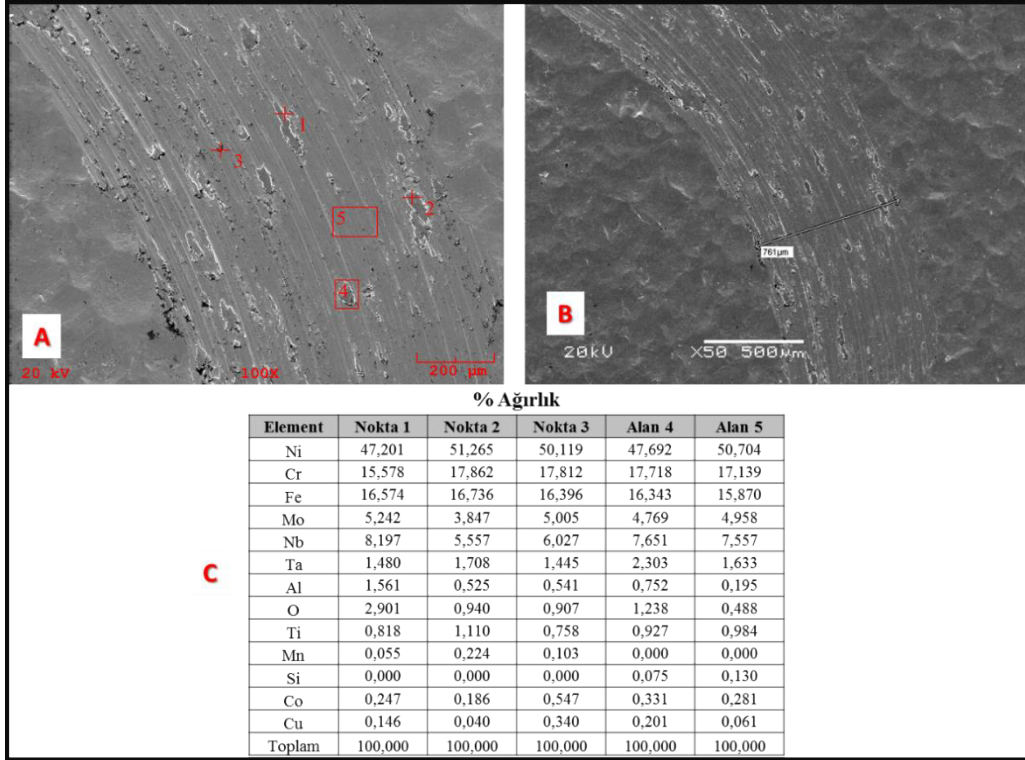 1
3
2
5
4
A
20 kV
100X
200 µm
761µm
B
20kV
X50
500µm
% Ağırlık
Element Nokta 1 Nokta 2 Nokta 3 Alan 4 Alan 5
Ni 47,201 51,265 50,119 47,692 50,704
Cr 15,578 17,862 17,812 17,718 17,139
Fe 16,574 16,736 16,396 16,343 15,870
Mo 5,242 3,847 5,005 4,769 4,958
Nb 8,197 5,557 6,027 7,651 7,557
Ta 1,480 1,708 1,445 2,303 1,633
Al 1,561 0,525 0,541 0,752 0,195
O 2,901 0,940 0,907 1,238 0,488
Ti 0,818 1,110 0,758 0,927 0,984
Mn 0,055 0,224 0,103 0,000 0,000
Si 0,000 0,000 0,000 0,075 0,130
Co 0,247 0,186 0,547 0,331 0,281
Cu 0,146 0,040 0,340 0,201 0,061
Toplam 100,000 100,000 100,000 100,000 100,000
C